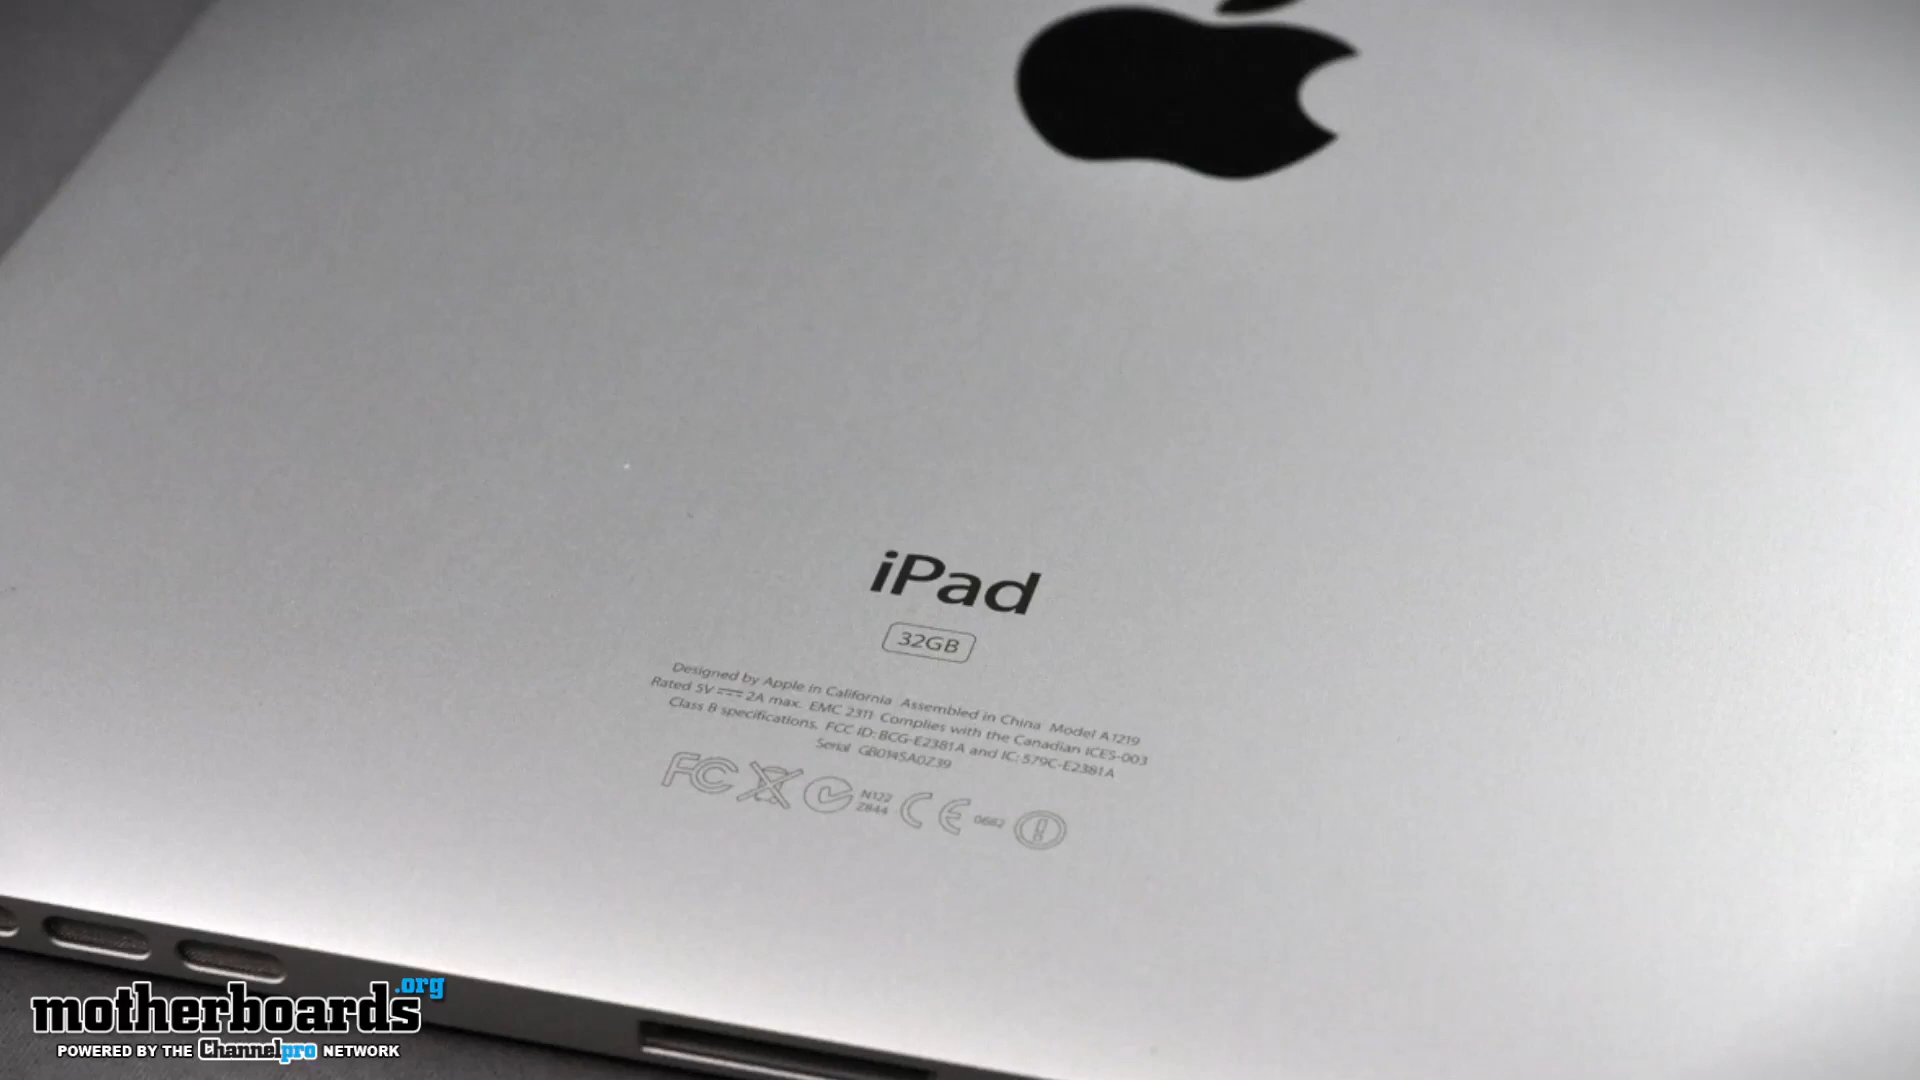 iPad
32GB
Designed by Apple in California Assembled in China Model A1219
Rated 5V 2A max. EMC 2311 Complies with the Canadian ICES-003
Class B specifications. FCC ID: BCG-E2381A and IC: 579C-E2381A
Serial GB014SA0Z39
FC N122 CE 0682
Z844
motherboards.org
POWERED BY THE Channelpro NETWORK